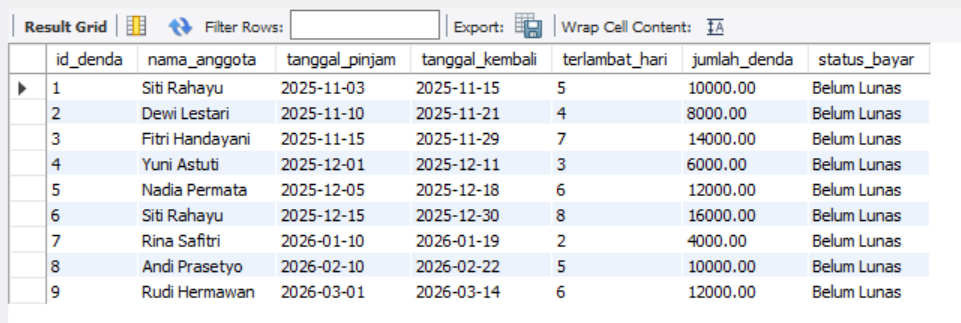 Result Grid Filter Rows: Export: Wrap Cell Content: IA
id_denda nama_anggota tanggal_pinjam tanggal_kembali terlambat_hari jumlah_denda status_bayar
1 Siti Rahayu 2025-11-03 2025-11-15 5 10000.00 Belum Lunas
2 Dewi Lestari 2025-11-10 2025-11-21 4 8000.00 Belum Lunas
3 Fitri Handayani 2025-11-15 2025-11-29 7 14000.00 Belum Lunas
4 Yuni Astuti 2025-12-01 2025-12-11 3 6000.00 Belum Lunas
5 Nadia Permata 2025-12-05 2025-12-18 6 12000.00 Belum Lunas
6 Siti Rahayu 2025-12-15 2025-12-30 8 16000.00 Belum Lunas
7 Rina Safitri 2026-01-10 2026-01-19 2 4000.00 Belum Lunas
8 Andi Prasetyo 2026-02-10 2026-02-22 5 10000.00 Belum Lunas
9 Rudi Hermawan 2026-03-01 2026-03-14 6 12000.00 Belum Lunas